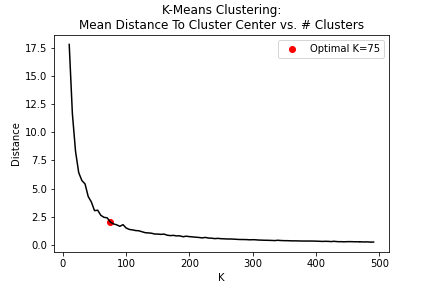 K-Means Clustering:
Mean Distance To Cluster Center vs. # Clusters
Optimal K=75
17.5
15.0
12.5
10.0
7.5
5.0
2.5
0.0
Distance
0 100 200 300 400 500
K